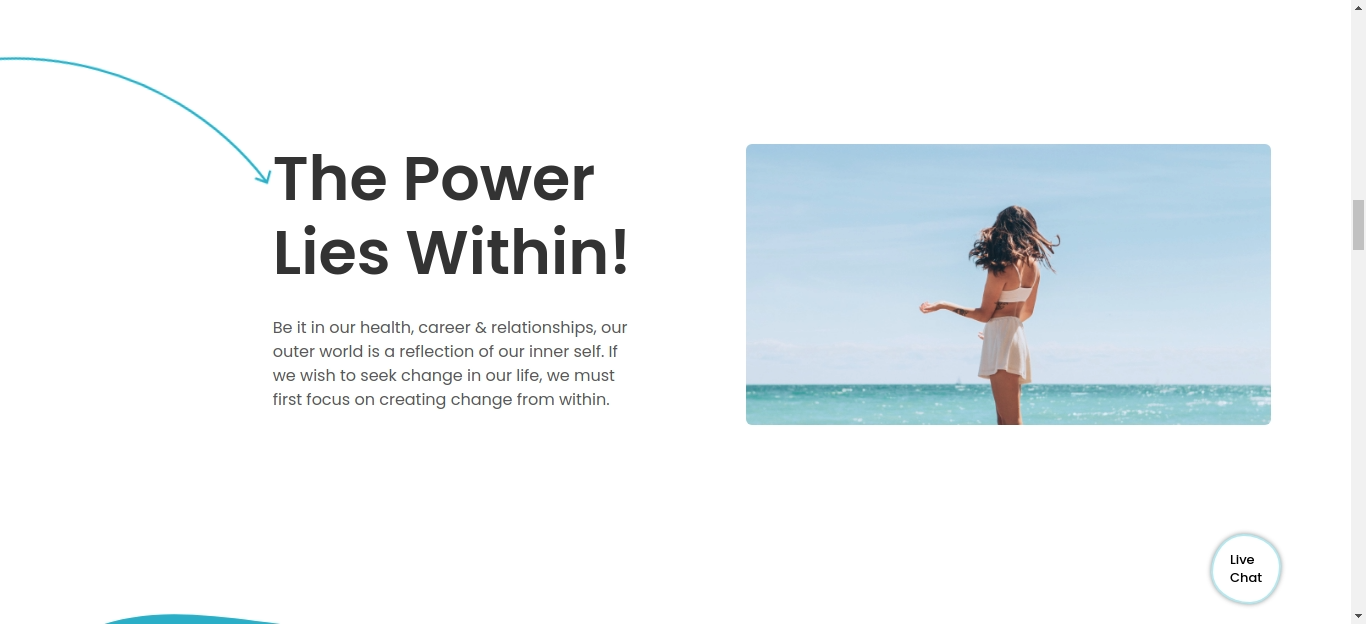 The Power
Lies Within!
Be it in our health, career & relationships, our
outer world is a reflection of our inner self. If
we wish to seek change in our life, we must
first focus on creating change from within.
Live
Chat